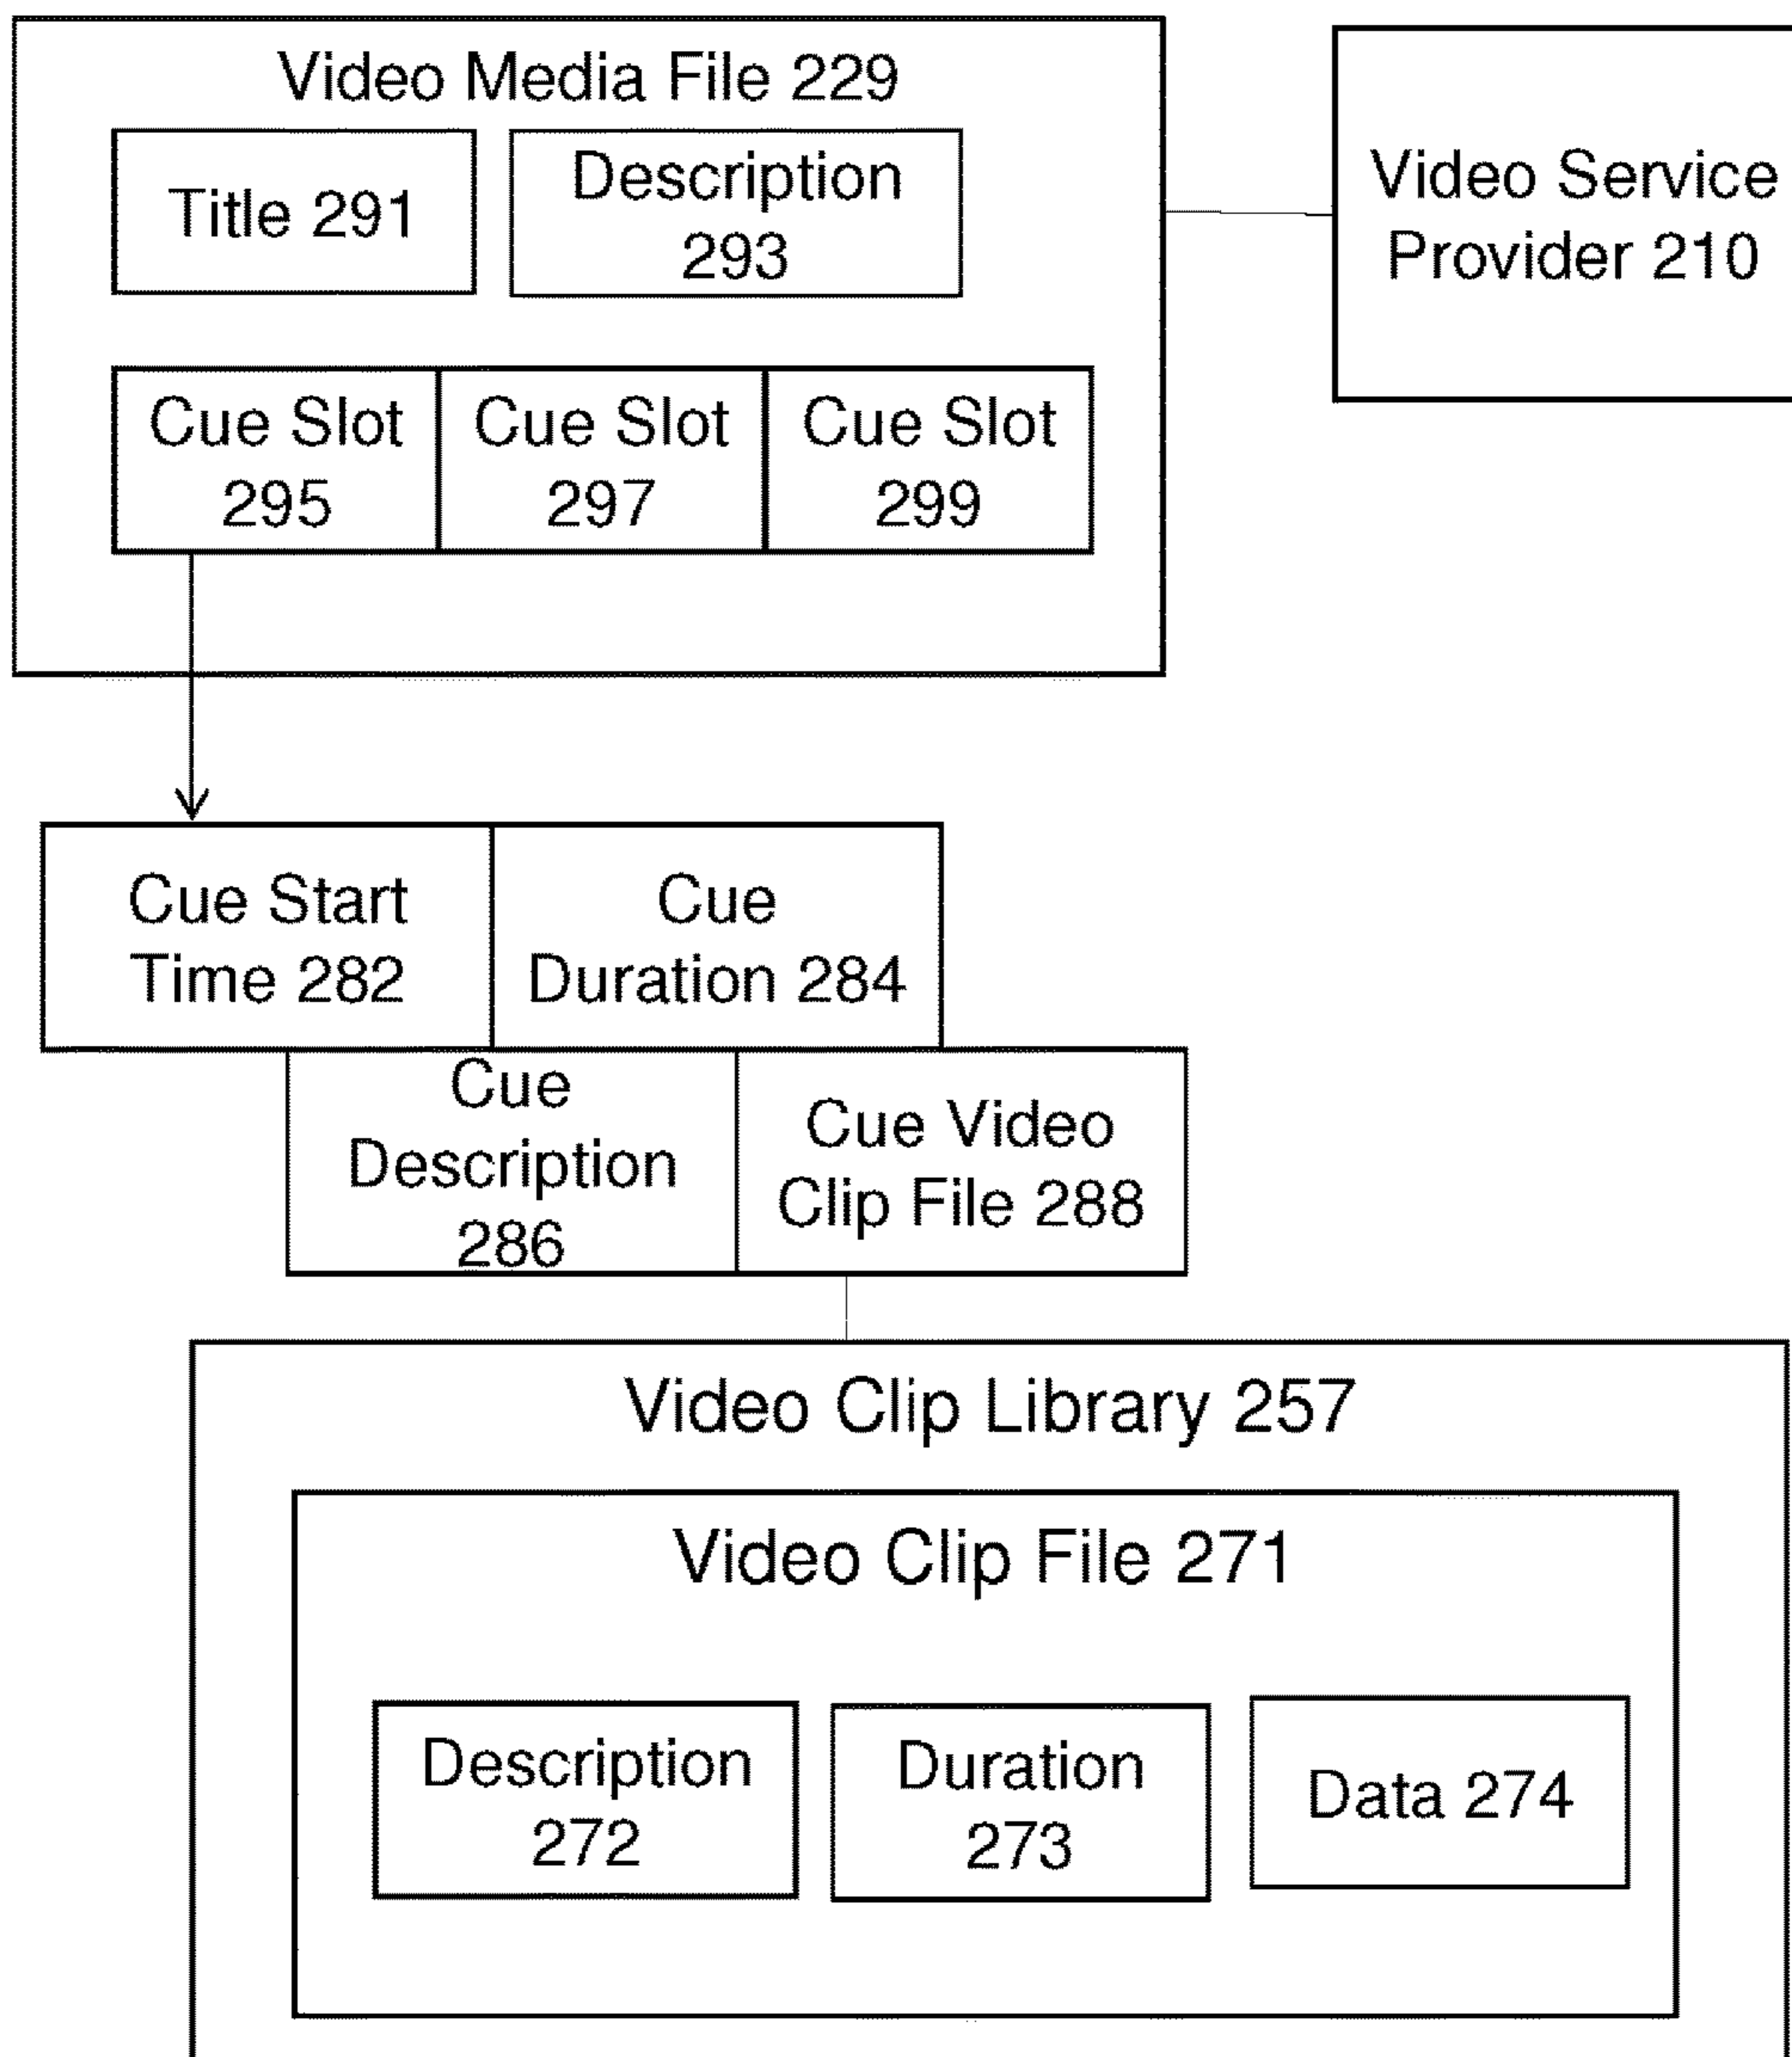 Video Media File 229
Title 291
Description
293
Video Service
Provider 210
Cue Slot
295
Cue Slot
297
Cue Slot
299
Cue Start
Time 282
Cue
Duration 284
Cue
Description
286
Cue Video
Clip File 288
Video Clip Library 257
Video Clip File 271
Description
272
Duration
273
Data 274